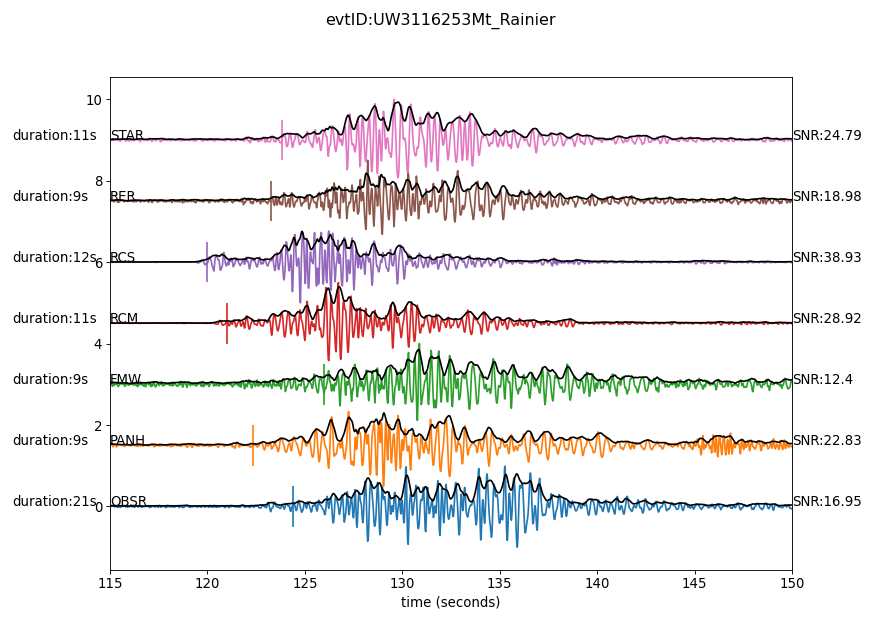 evtID:UW3116253Mt_Rainier
10
duration:11s STAR SNR:24.79
8
duration:9s RER SNR:18.98
duration:12s RCS SNR:38.93
6
duration:11s RCM SNR:28.92
4
duration:9s EMW SNR:12.4
2
duration:9s PANH SNR:22.83
duration:21s OBSR SNR:16.95
0
115 120 125 130 135 140 145 150
time (seconds)